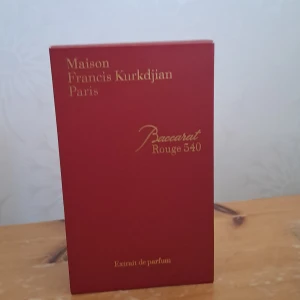 Maison
Francis Kurkdjian
Paris
Baccarat
Rouge 540
Extrait de parfum